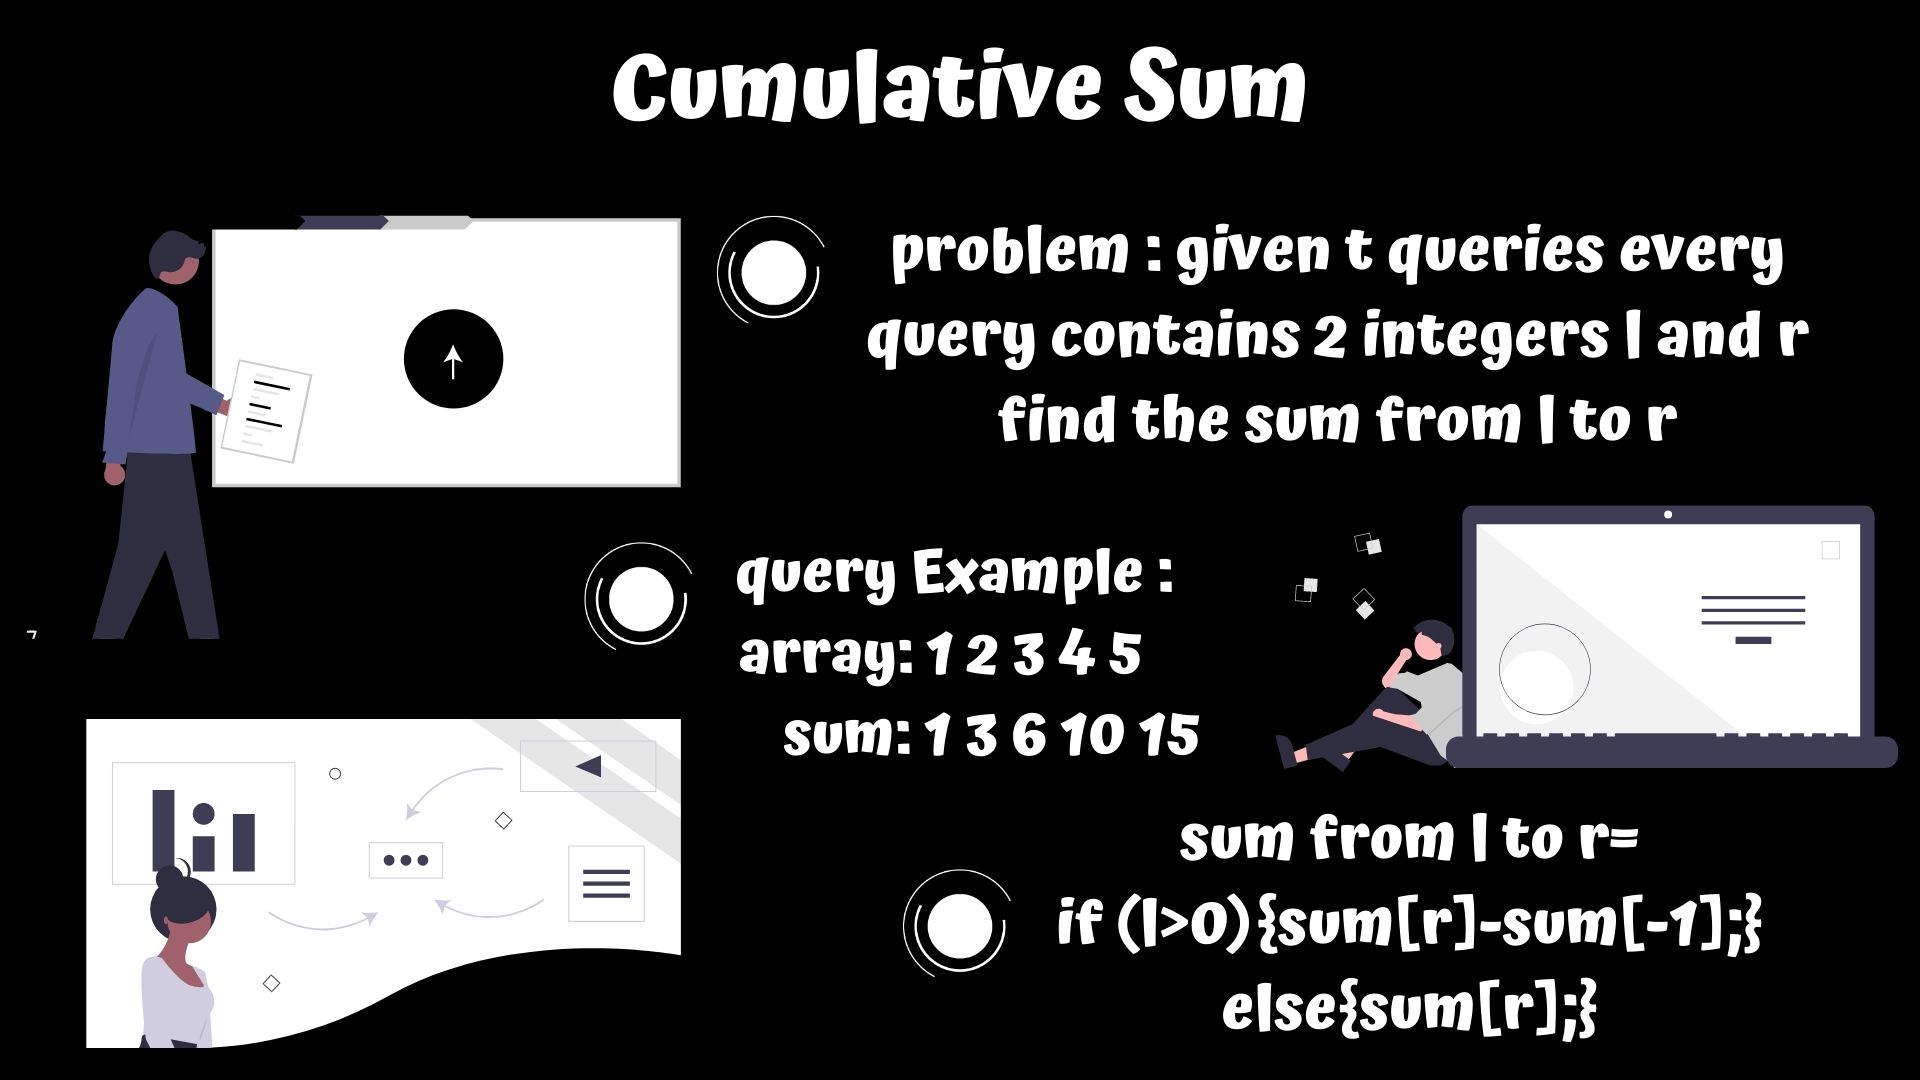 Cumulative Sum
problem : given t queries every
query contains 2 integers l and r
find the sum from l to r
query Example :
array: 1 2 3 4 5
sum: 1 3 6 10 15
sum from l to r=
if (l>0){sum[r]-sum[-1];}
else{sum[r];}